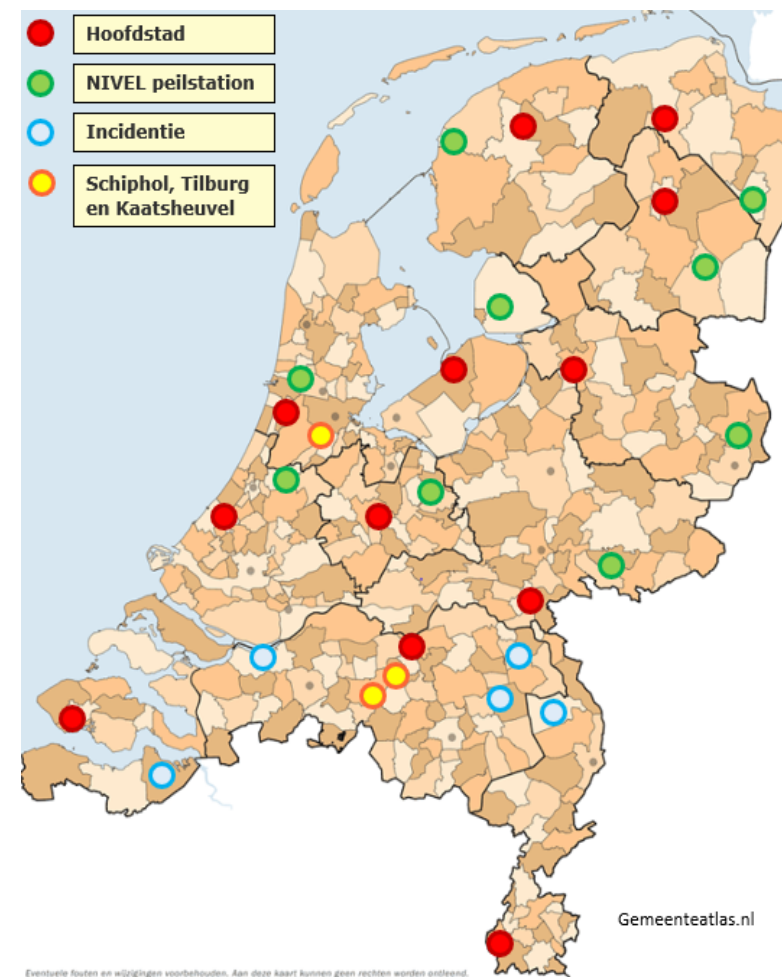 Hoofdstad
NIVEL peilstation
Incidentie
Schiphol, Tilburg
en Kaatsheuvel
Gemeenteatlas.nl
Eventuele fouten en wijzigingen voorbehouden. Aan deze kaart kunnen geen rechten worden ontleend.